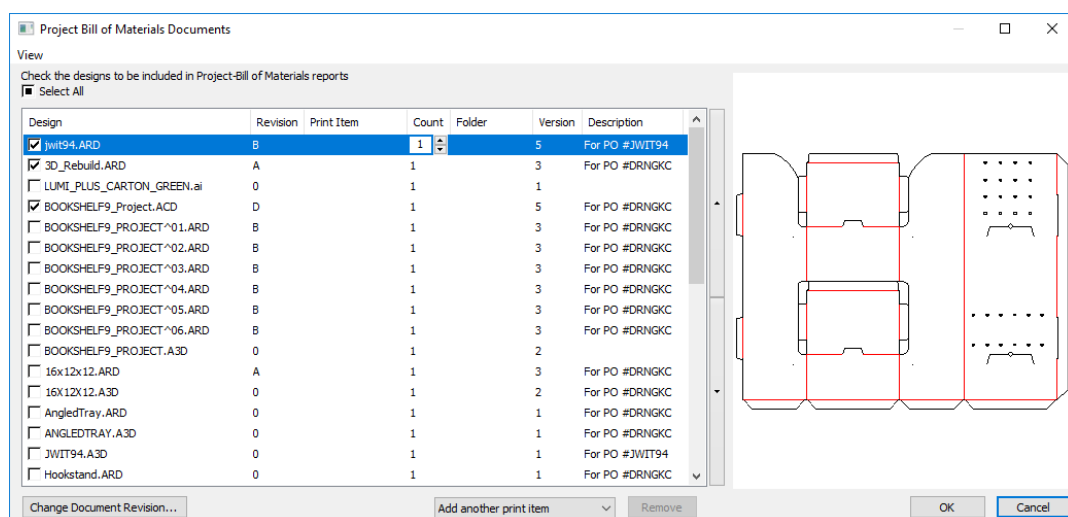 Project Bill of Materials Documents
View
Check the designs to be included in Project-Bill of Materials reports
Select All
Design Revision Print Item Count Folder Version Description
jwit94.ARD B 1 5 For PO #JWIT94
3D_Rebuild.ARD A 1 3 For PO #DRNGKC
LUMI_PLUS_CARTON_GREEN.ai 0 1 1
BOOKSHELF9_Project.ACD D 1 5 For PO #DRNGKC
BOOKSHELF9_PROJECT^01.ARD B 1 3 For PO #DRNGKC
BOOKSHELF9_PROJECT^02.ARD B 1 3 For PO #DRNGKC
BOOKSHELF9_PROJECT^03.ARD B 1 3 For PO #DRNGKC
BOOKSHELF9_PROJECT^04.ARD B 1 3 For PO #DRNGKC
BOOKSHELF9_PROJECT^05.ARD B 1 3 For PO #DRNGKC
BOOKSHELF9_PROJECT^06.ARD B 1 3 For PO #DRNGKC
BOOKSHELF9_PROJECT.A3D 0 1 2
16x12x12.ARD A 1 3 For PO #DRNGKC
16X12X12.A3D 0 1 2 For PO #DRNGKC
AngledTray.ARD 0 1 1 For PO #DRNGKC
ANGLEDTRAY.A3D 0 1 1 For PO #DRNGKC
JWIT94.A3D 0 1 1 For PO #JWIT94
Hookstand.ARD 0 1 1 For PO #DRNGKC
Change Document Revision... Add another print item Remove OK Cancel